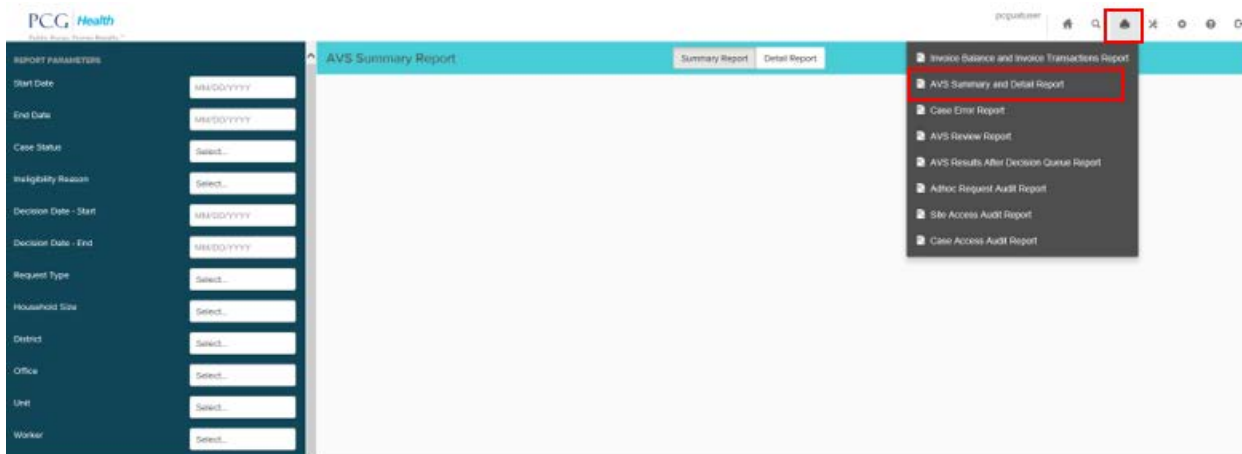 PCG Health
pcguatuser
REPORT PARAMETERS
AVS Summary Report
Summary Report
Detail Report
Start Date
MM/DD/YYYY
End Date
MM/DD/YYYY
Case Status
Select...
Ineligibility Reason
Select...
Decision Date - Start
MM/DD/YYYY
Decision Date - End
MM/DD/YYYY
Request Type
Select...
Household Size
Select...
District
Select...
Office
Select...
Unit
Select...
Worker
Select...
Invoice Balance and Invoice Transactions Report
AVS Summary and Detail Report
Case Error Report
AVS Review Report
AVS Results After Decision Queue Report
Adhoc Request Audit Report
Site Access Audit Report
Case Access Audit Report